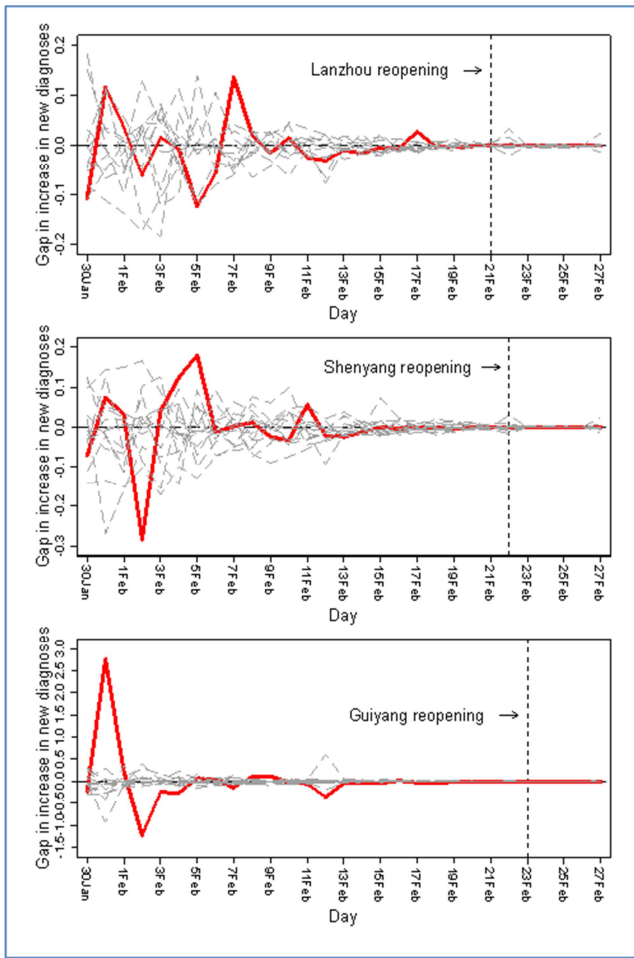 Gap in increase in new diagnoses
0.2
0.1
0.0
-0.1
-0.2
Lanzhou reopening →
30Jan 1Feb 3Feb 5Feb 7Feb 9Feb 11Feb 13Feb 15Feb 17Feb 19Feb 21Feb 23Feb 25Feb 27Feb
Day
Gap in increase in new diagnoses
0.2
0.1
0.0
-0.1
-0.2
-0.3
Shenyang reopening →
30Jan 1Feb 3Feb 5Feb 7Feb 9Feb 11Feb 13Feb 15Feb 17Feb 19Feb 21Feb 23Feb 25Feb 27Feb
Day
Gap in increase in new diagnoses
3.0
2.5
2.0
1.5
1.0
0.5
0.0
-0.5
-1.0
-1.5
Guiyang reopening →
30Jan 1Feb 3Feb 5Feb 7Feb 9Feb 11Feb 13Feb 15Feb 17Feb 19Feb 21Feb 23Feb 25Feb 27Feb
Day